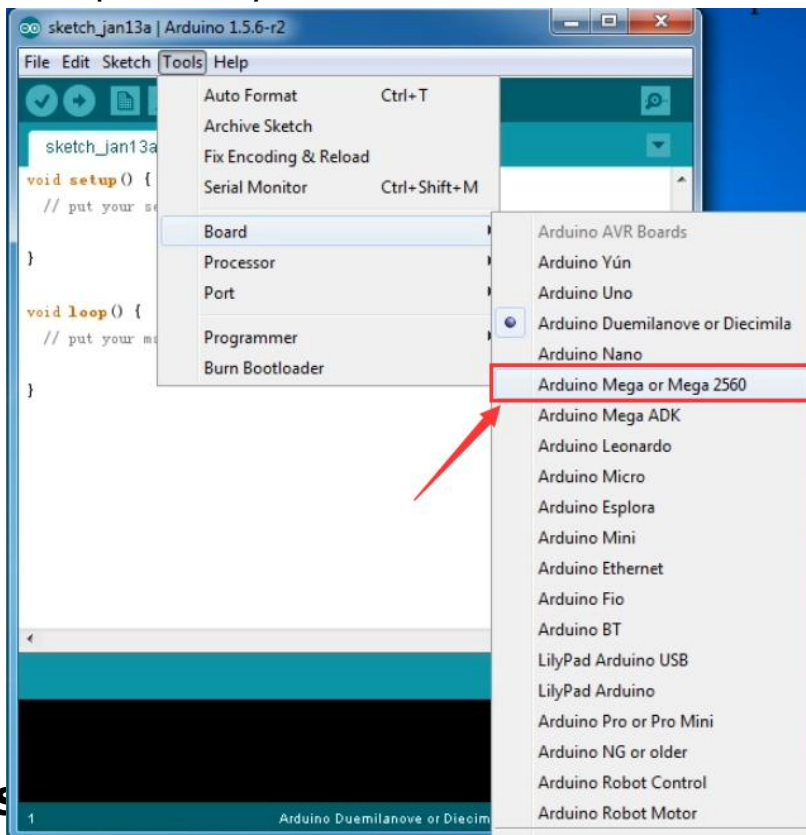 sketch_jan13a | Arduino 1.5.6-r2
File Edit Sketch Tools Help
sketch_jan13a
void setup() {
// put your se
}
void loop() {
// put your m
}
Auto Format Ctrl+T
Archive Sketch
Fix Encoding & Reload
Serial Monitor Ctrl+Shift+M
Board
Processor
Port
Programmer
Burn Bootloader
Arduino AVR Boards
Arduino Yún
Arduino Uno
Arduino Duemilanove or Diecimila
Arduino Nano
Arduino Mega or Mega 2560
Arduino Mega ADK
Arduino Leonardo
Arduino Micro
Arduino Esplora
Arduino Mini
Arduino Ethernet
Arduino Fio
Arduino BT
LilyPad Arduino USB
LilyPad Arduino
Arduino Pro or Pro Mini
Arduino NG or older
Arduino Robot Control
Arduino Robot Motor
s
1 Arduino Duemilanove or Diecim